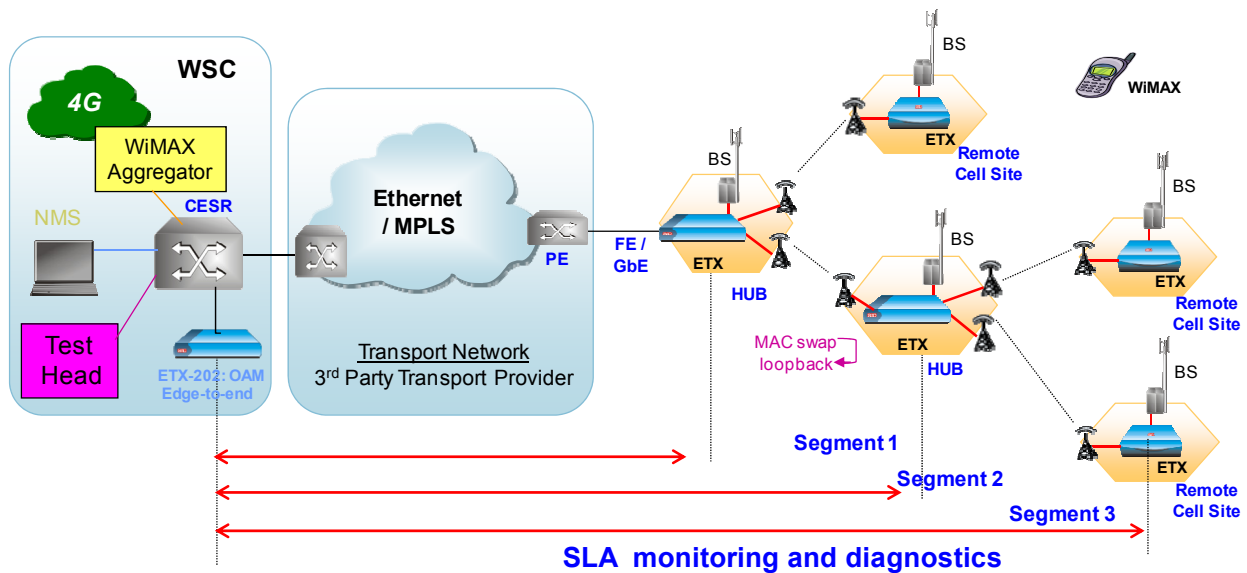 WSC
4G
WiMAX
Aggregator
NMS
CESR
Test
Head
ETX-202: OAM
Edge-to-end
Ethernet
/ MPLS
PE
Transport Network
3rd Party Transport Provider
FE /
GbE
BS
ETX
HUB
BS
ETX
Remote
Cell Site
WiMAX
BS
ETX
HUB
MAC swap
loopback
BS
ETX
Remote
Cell Site
BS
ETX
Remote
Cell Site
Segment 1
Segment 2
Segment 3
SLA monitoring and diagnostics